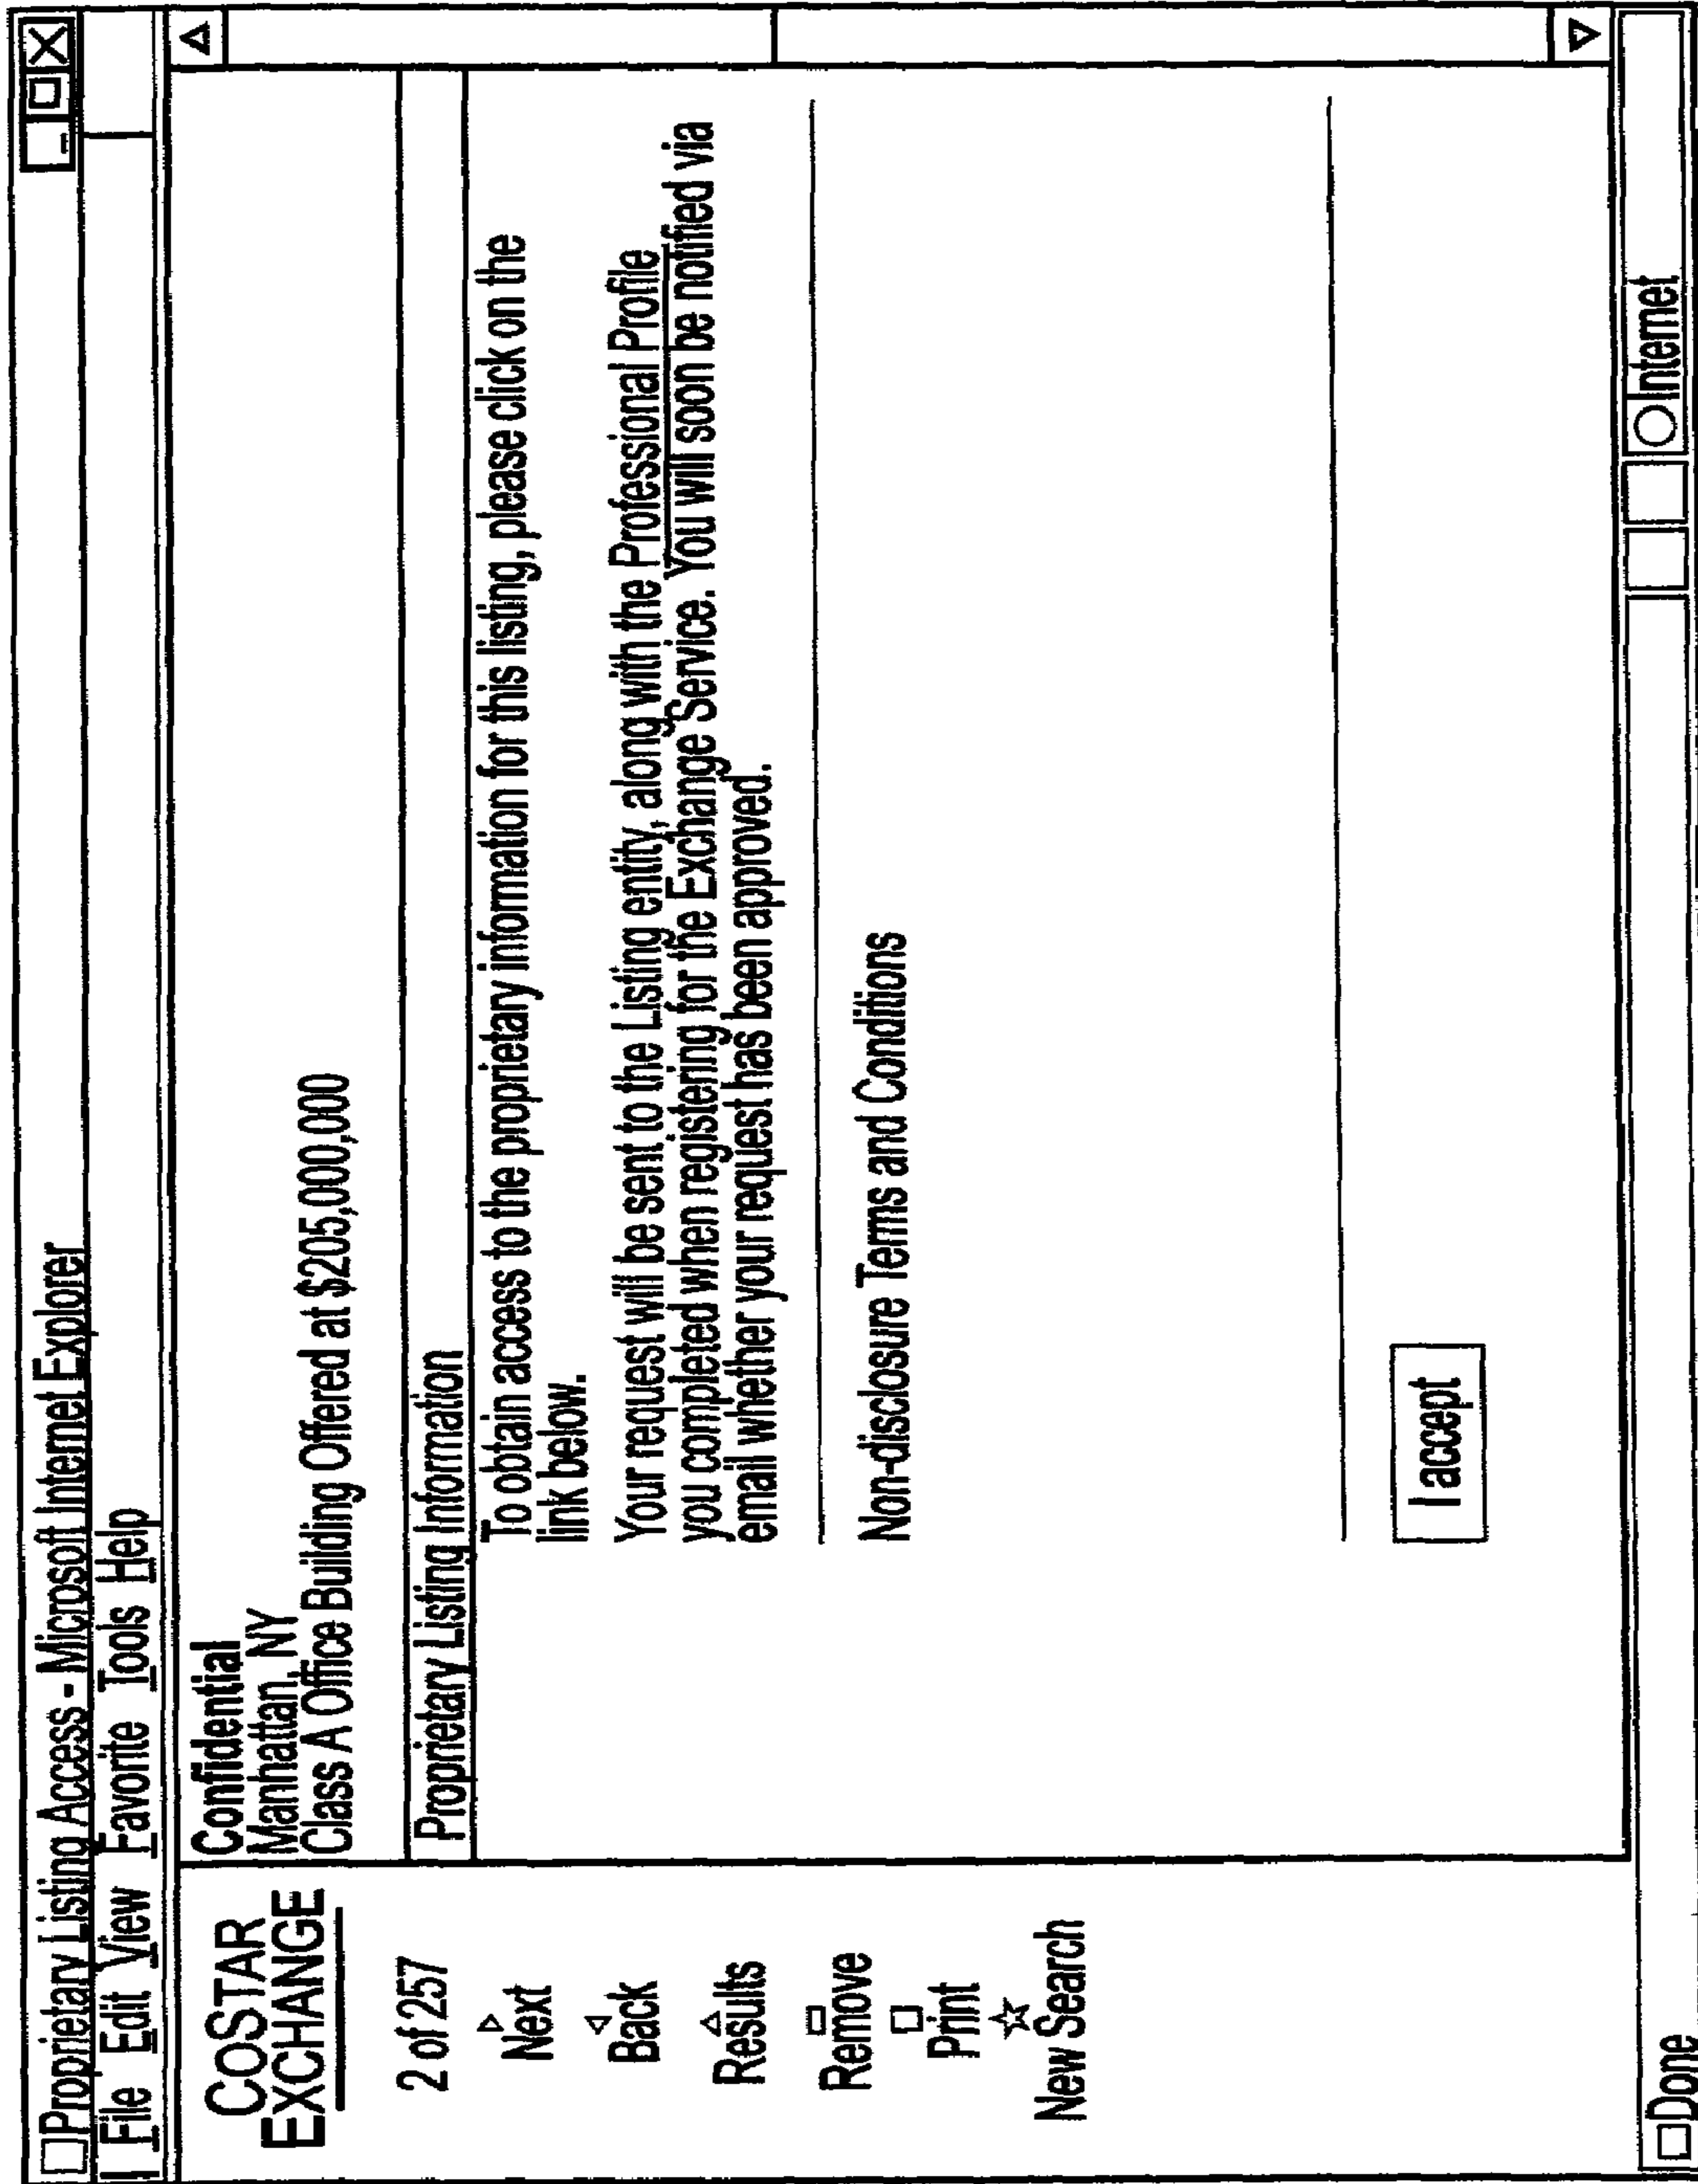 Proprietary Listing Access - Microsoft Internet Explorer
File Edit View Favorite Tools Help
COSTAR
EXCHANGE
2 of 257
Next
Back
Results
Remove
Print
New Search
Confidential
Manhattan, NY
Class A Office Building Offered at $205,000,000
Proprietary Listing Information
To obtain access to the proprietary information for this listing, please click on the
link below.
Your request will be sent to the Listing entity, along with the Professional Profile
you completed when registering for the Exchange Service. You will soon be notified via
email whether your request has been approved.
Non-disclosure Terms and Conditions
I accept
Done
Internet